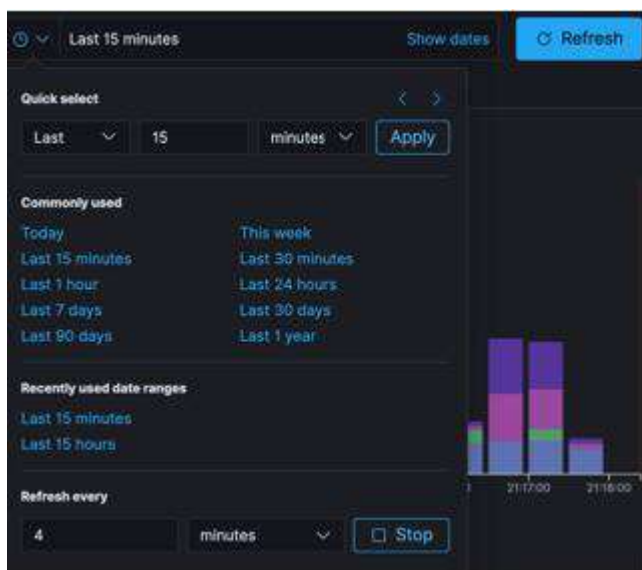 Last 15 minutes Show dates Refresh
Quick select
Last 15 minutes Apply
Commonly used
Today This week
Last 15 minutes Last 30 minutes
Last 1 hour Last 24 hours
Last 7 days Last 30 days
Last 90 days Last 1 year
Recently used date ranges
Last 15 minutes
Last 15 hours
21:17:00 21:18:00
Refresh every
4 minutes Stop